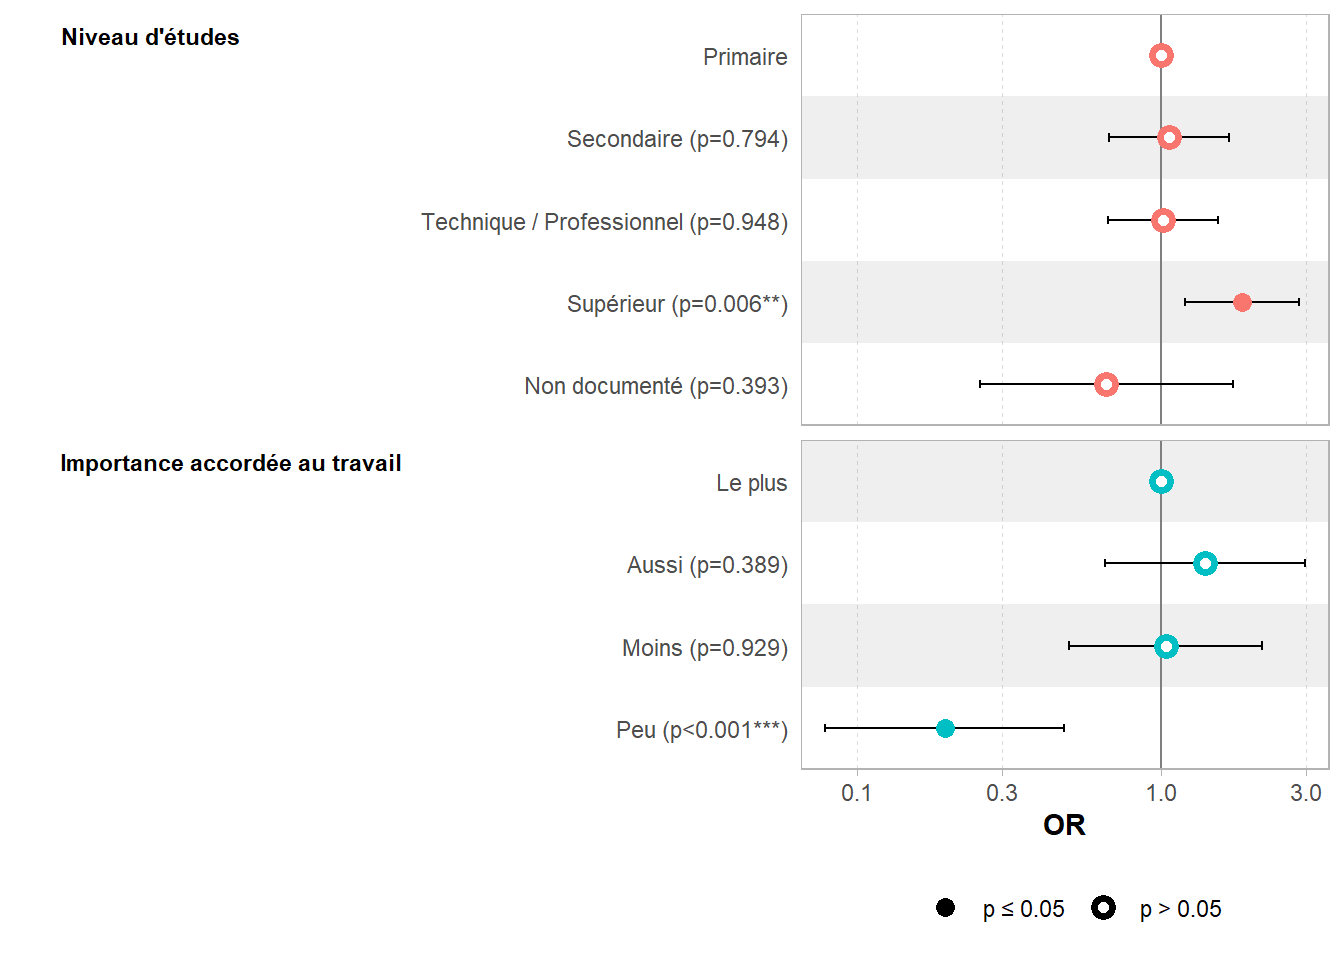 Niveau d'études
Primaire
Secondaire (p=0.794)
Technique / Professionnel (p=0.948)
Supérieur (p=0.006**)
Non documenté (p=0.393)
Importance accordée au travail
Le plus
Aussi (p=0.389)
Moins (p=0.929)
Peu (p<0.001***)
0.1 0.3 1.0 3.0
OR
p ≤ 0.05 p > 0.05